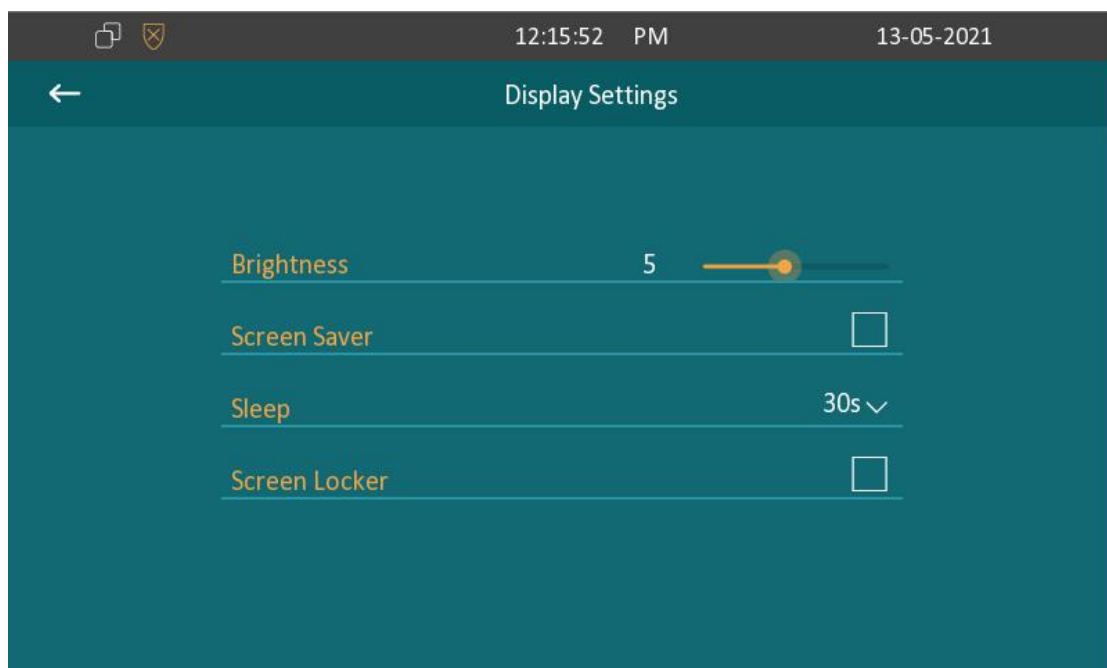 12:15:52 PM 13-05-2021
Display Settings
Brightness 5
Screen Saver
Sleep 30s
Screen Locker